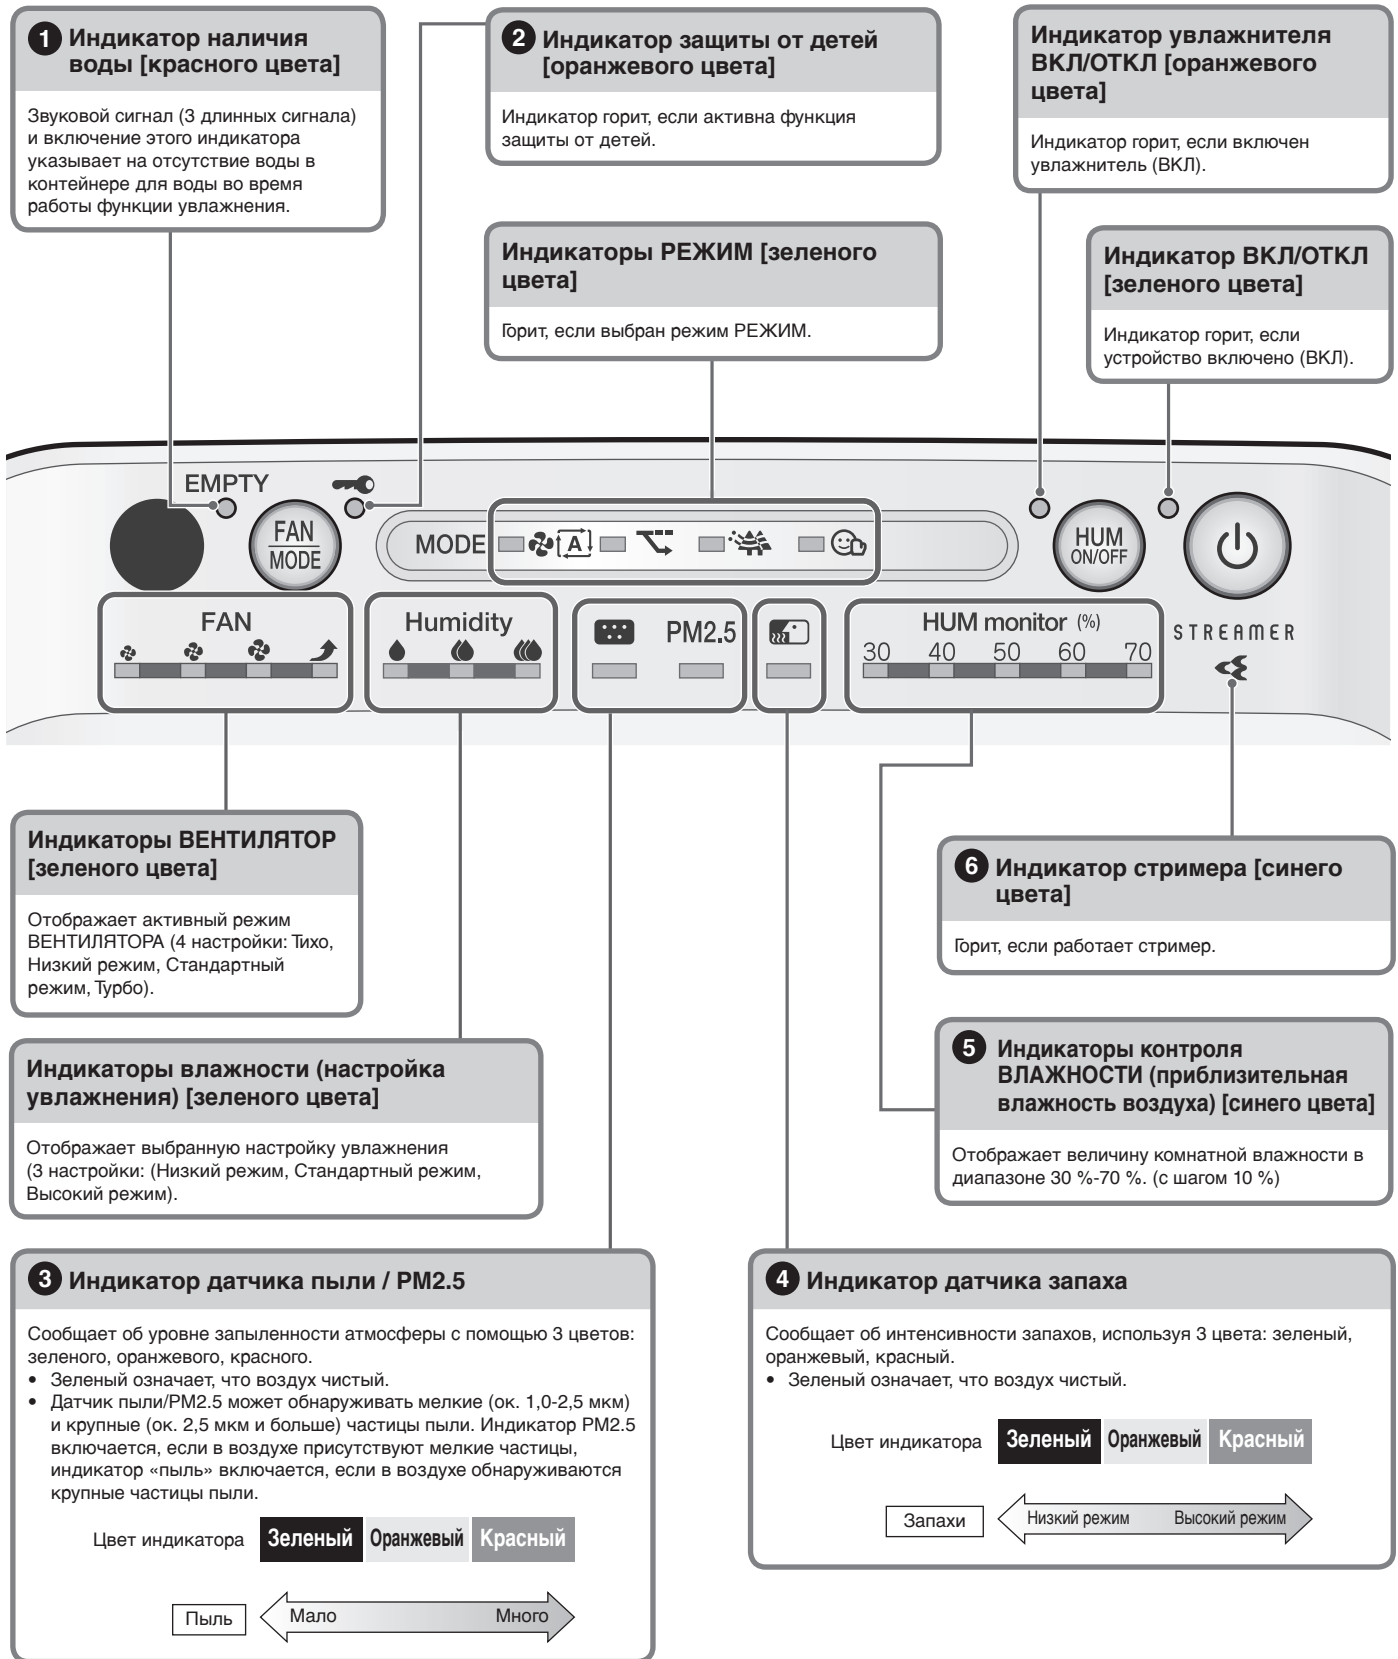 1 Индикатор наличия
воды [красного цвета]
Звуковой сигнал (3 длинных сигнала)
и включение этого индикатора
указывает на отсутствие воды в
контейнере для воды во время
работы функции увлажнения.
2 Индикатор защиты от детей
[оранжевого цвета]
Индикатор горит, если активна функция
защиты от детей.
Индикатор увлажнителя
ВКЛ/ОТКЛ [оранжевого
цвета]
Индикатор горит, если включен
увлажнитель (ВКЛ).
Индикаторы РЕЖИМ [зеленого
цвета]
Горит, если выбран режим РЕЖИМ.
Индикатор ВКЛ/ОТКЛ
[зеленого цвета]
Индикатор горит, если
устройство включено (ВКЛ).
EMPTY
FAN
MODE
MODE
A
HUM
ON/OFF
FAN
Humidity
PM2.5
HUM monitor (%)
30 40 50 60 70
STREAMER
Индикаторы ВЕНТИЛЯТОР
[зеленого цвета]
Отображает активный режим
ВЕНТИЛЯТОРА (4 настройки: Тихо,
Низкий режим, Стандартный
режим, Турбо).
6 Индикатор стримера [синего
цвета]
Горит, если работает стример.
Индикаторы влажности (настройка
увлажнения) [зеленого цвета]
Отображает выбранную настройку увлажнения
(3 настройки: (Низкий режим, Стандартный режим,
Высокий режим).
5 Индикаторы контроля
ВЛАЖНОСТИ (приблизительная
влажность воздуха) [синего цвета]
Отображает величину комнатной влажности в
диапазоне 30 %-70 %. (с шагом 10 %)
3 Индикатор датчика пыли / PM2.5
Сообщает об уровне запыленности атмосферы с помощью 3 цветов:
зеленого, оранжевого, красного.
• Зеленый означает, что воздух чистый.
• Датчик пыли/PM2.5 может обнаруживать мелкие (ок. 1,0-2,5 мкм)
и крупные (ок. 2,5 мкм и больше) частицы пыли. Индикатор PM2.5
включается, если в воздухе присутствуют мелкие частицы,
индикатор «пыль» включается, если в воздухе обнаруживаются
крупные частицы пыли.
Цвет индикатора Зеленый Оранжевый Красный
Пыль Мало Много
4 Индикатор датчика запаха
Сообщает об интенсивности запахов, используя 3 цвета: зеленый,
оранжевый, красный.
• Зеленый означает, что воздух чистый.
Цвет индикатора Зеленый Оранжевый Красный
Запахи Низкий режим Высокий режим